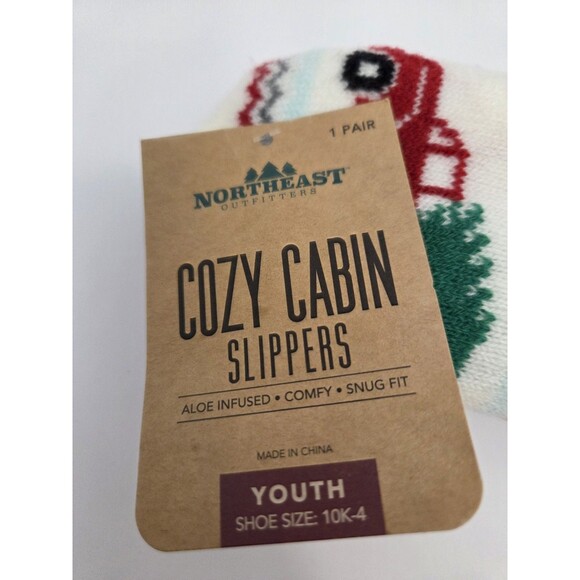 1 PAIR
NORTHEAST
OUTFITTERS
COZY CABIN
SLIPPERS
ALOE INFUSED • COMFY • SNUG FIT
MADE IN CHINA
YOUTH
SHOE SIZE: 10K-4